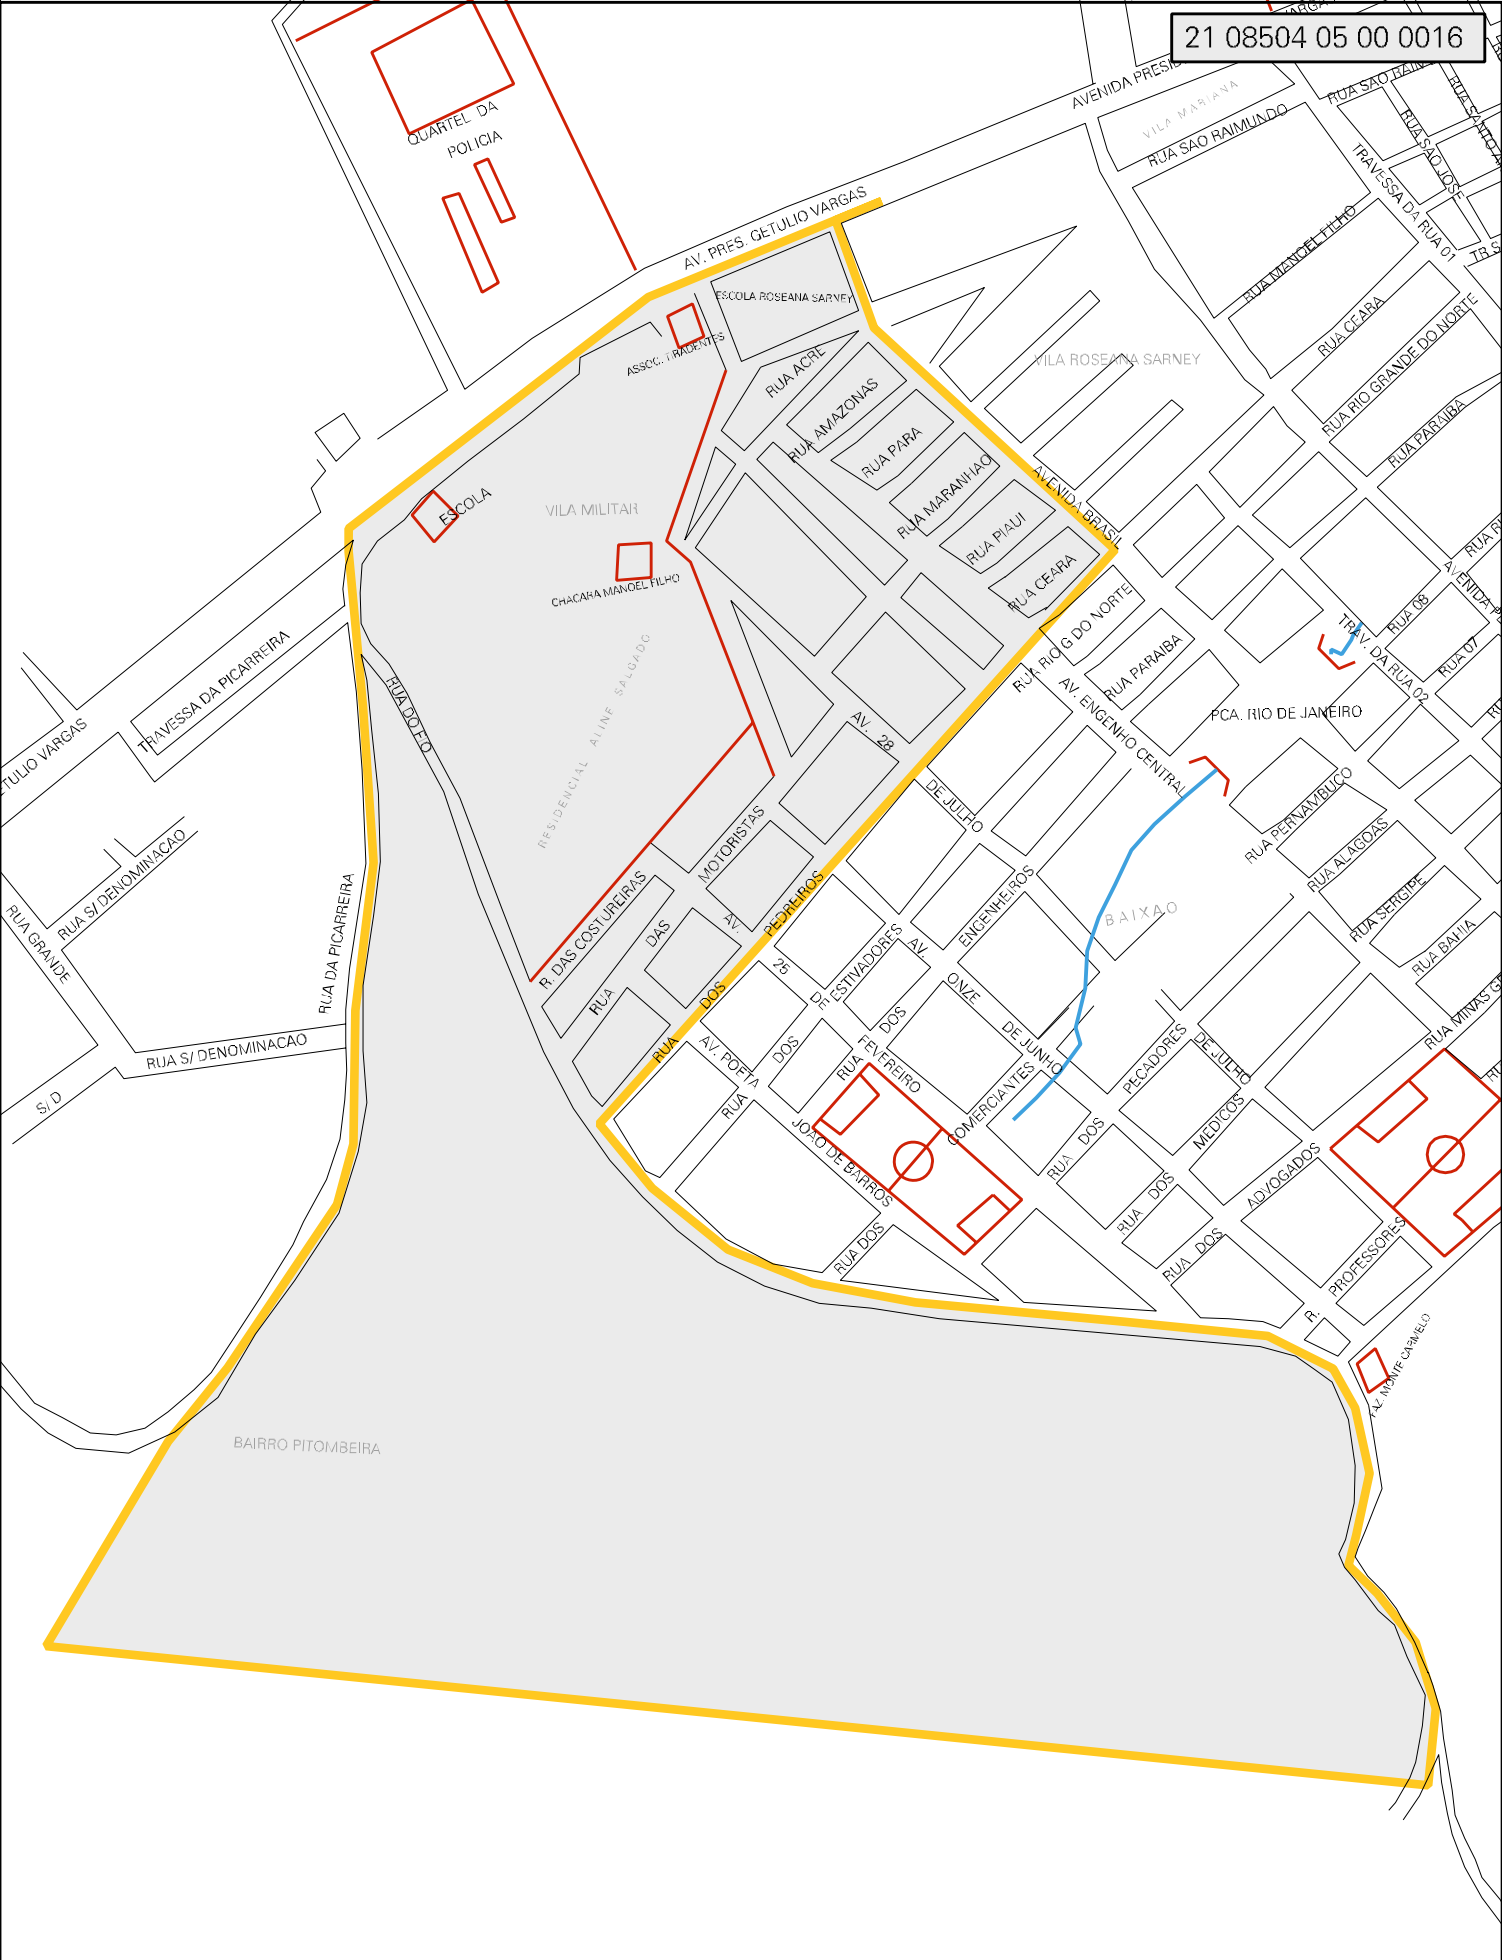 21 08504 05 00 0016
AVENIDA PRESID
VILA MARIANA
RUA SAO RAIMUNDO
RUA SAO RAIN
RUA SAO JOSE
TRAVESSA DA RUA 01
QUARTEL DA
POLICIA
AV. PRES. GETULIO VARGAS
RUA MANOEL FILHO
ESCOLA ROSEANA SARNEY
ASSOC. TIRADENTES
RUA ACRE
RUA AMAZONAS
RUA PARA
RUA MARANHAO
RUA PIAUI
RUA CEARA
VILA ROSEANA SARNEY
RUA CEARA
RUA RIO GRANDE DO NORTE
RUA PARAIBA
AVENIDA BRASIL
ESCOLA
VILA MILITAR
CHACARA MANOEL FILHO
RESIDENCIAL ALINE SALGADO
RUA DO FIO
TRAVESSA DA PICARREIRA
ETULIO VARGAS
RUA RIO G DO NORTE
RUA PARAIBA
AV. ENGENHO CENTRAL
TRAV. DA RUA 02
RUA 08
RUA 07
PCA. RIO DE JANEIRO
RUA PERNAMBUCO
RUA ALAGOAS
RUA SERGIPE
RUA BAHIA
RUA MINAS GE
BAIXAO
AV. 28
DE JULHO
R. DAS COSTUREIRAS
RUA DAS MOTORISTAS
RUA DOS PEDREIROS
AV. 25
DE
FEVEREIRO
DOS ESTIVADORES
RUA
DOS
ENGENHEIROS
AV.
ONZE
DE JUNHO
RUA
COMERCIANTES
RUA DOS
PECADORES
DE JULHO
RUA DOS
MEDICOS
RUA DOS
ADVOGADOS
R.
PROFESSORES
AV. POETA
JOAO DE BARROS
RUA DOS
FAZ. MONTE CARMELO
RUA S/ DENOMINACAO
RUA GRANDE
RUA DA PICARREIRA
RUA S/ DENOMINACAO
S/D
BAIRRO PITOMBEIRA